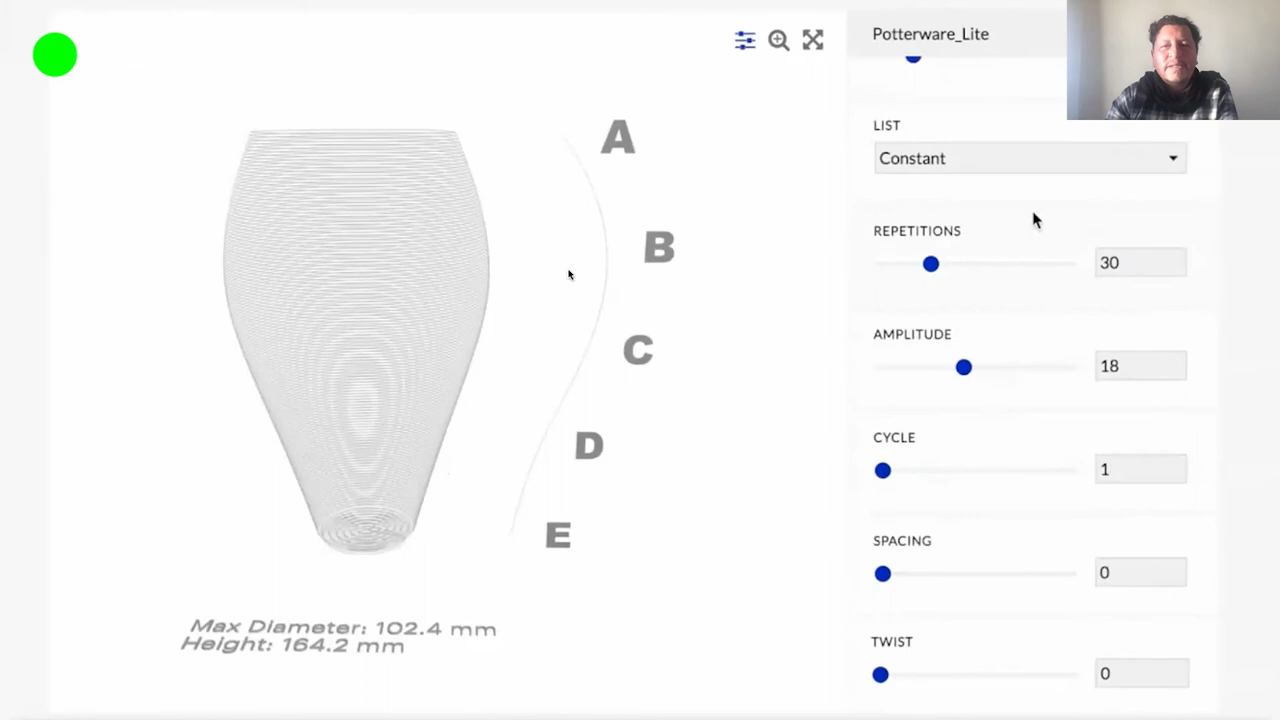 Potterware_Lite
LIST
Constant
REPETITIONS
30
AMPLITUDE
18
CYCLE
1
SPACING
0
TWIST
0
A
B
C
D
E
Max Diameter: 102.4 mm
Height: 164.2 mm